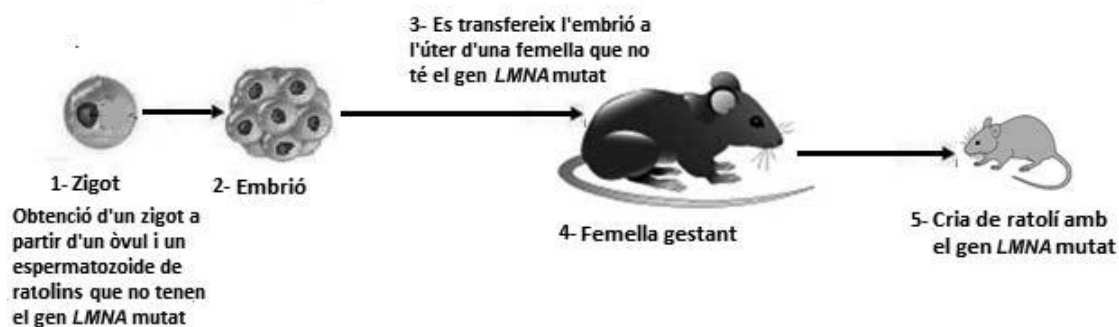 3- Es transfereix l'embrió a
l'úter d'una femella que no
té el gen LMNA mutat
1- Zigot
2- Embrió
Obtenció d'un zigot a
partir d'un òvul i un
espermatozoide de
ratolins que no tenen
el gen LMNA mutat
4- Femella gestant
5- Cria de ratolí amb
el gen LMNA mutat